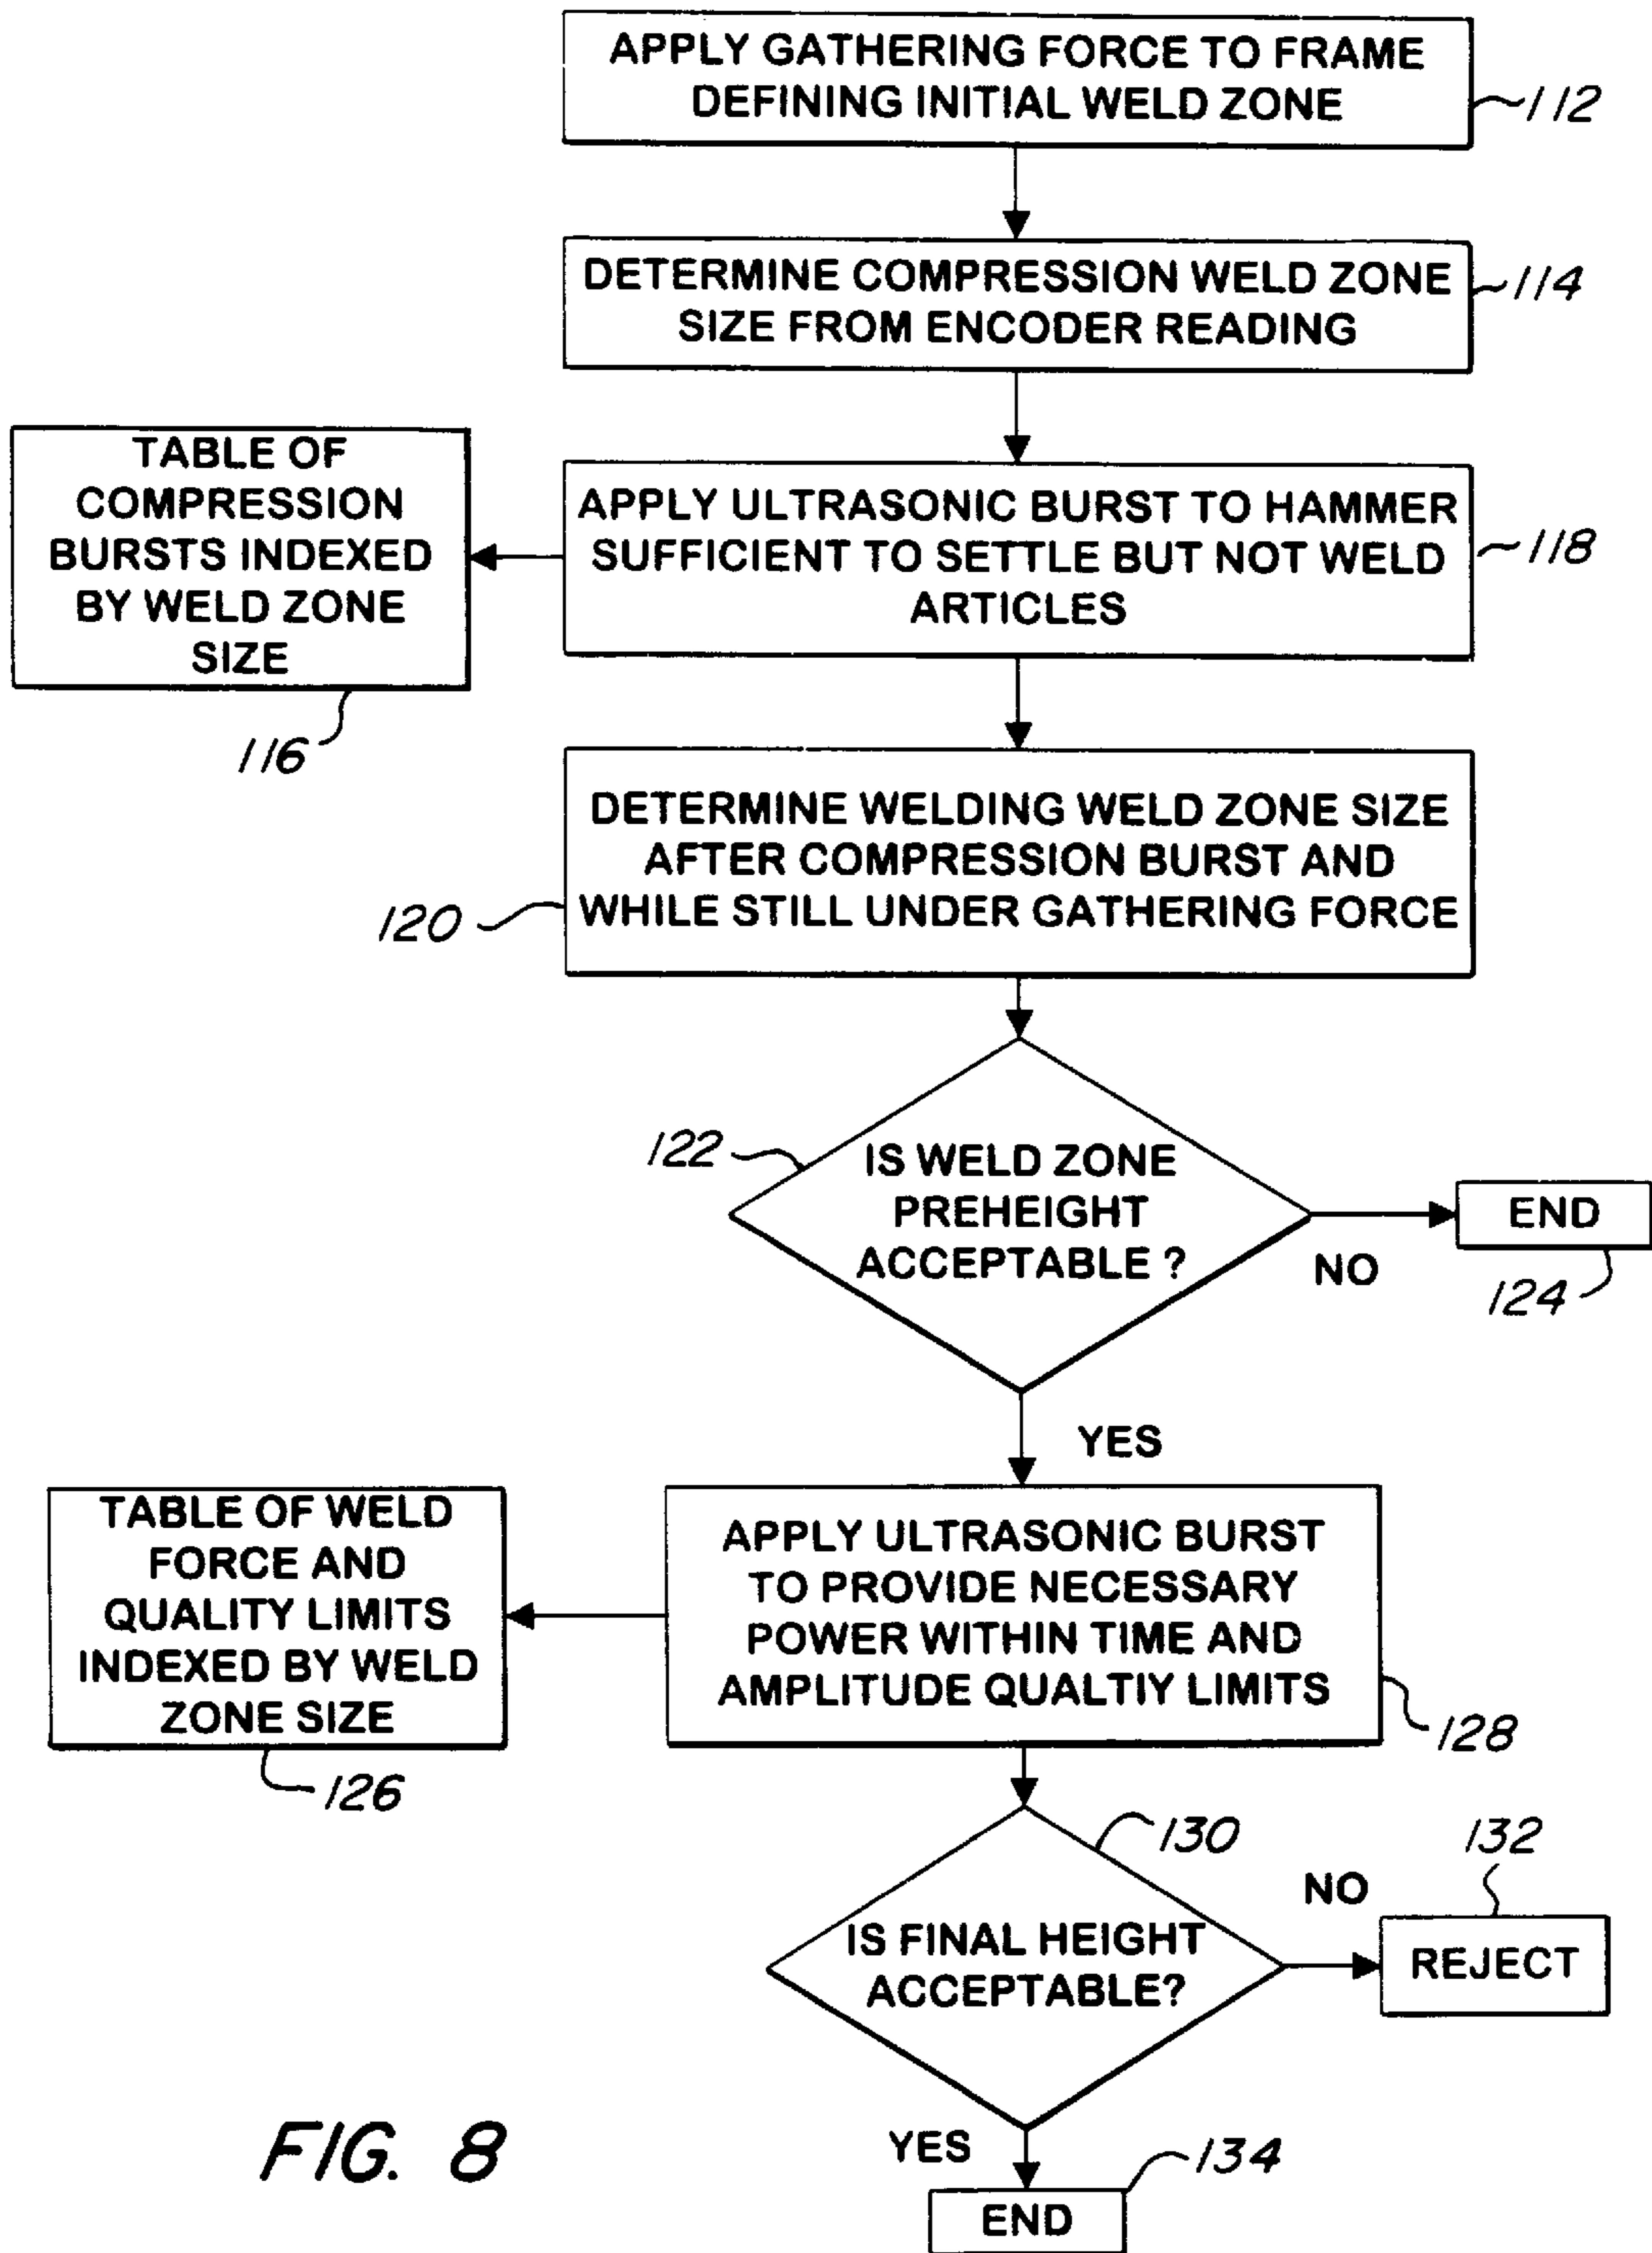 APPLY GATHERING FORCE TO FRAME
DEFINING INITIAL WELD ZONE
112
DETERMINE COMPRESSION WELD ZONE
SIZE FROM ENCODER READING
114
TABLE OF
COMPRESSION
BURSTS INDEXED
BY WELD ZONE
SIZE
116
APPLY ULTRASONIC BURST TO HAMMER
SUFFICIENT TO SETTLE BUT NOT WELD
ARTICLES
118
DETERMINE WELDING WELD ZONE SIZE
AFTER COMPRESSION BURST AND
WHILE STILL UNDER GATHERING FORCE
120
122
IS WELD ZONE
PREHEIGHT
ACCEPTABLE ?
NO
END
124
YES
TABLE OF WELD
FORCE AND
QUALITY LIMITS
INDEXED BY WELD
ZONE SIZE
126
APPLY ULTRASONIC BURST
TO PROVIDE NECESSARY
POWER WITHIN TIME AND
AMPLITUDE QUALTIY LIMITS
128
130
IS FINAL HEIGHT
ACCEPTABLE?
NO
132
REJECT
YES
134
END
FIG. 8